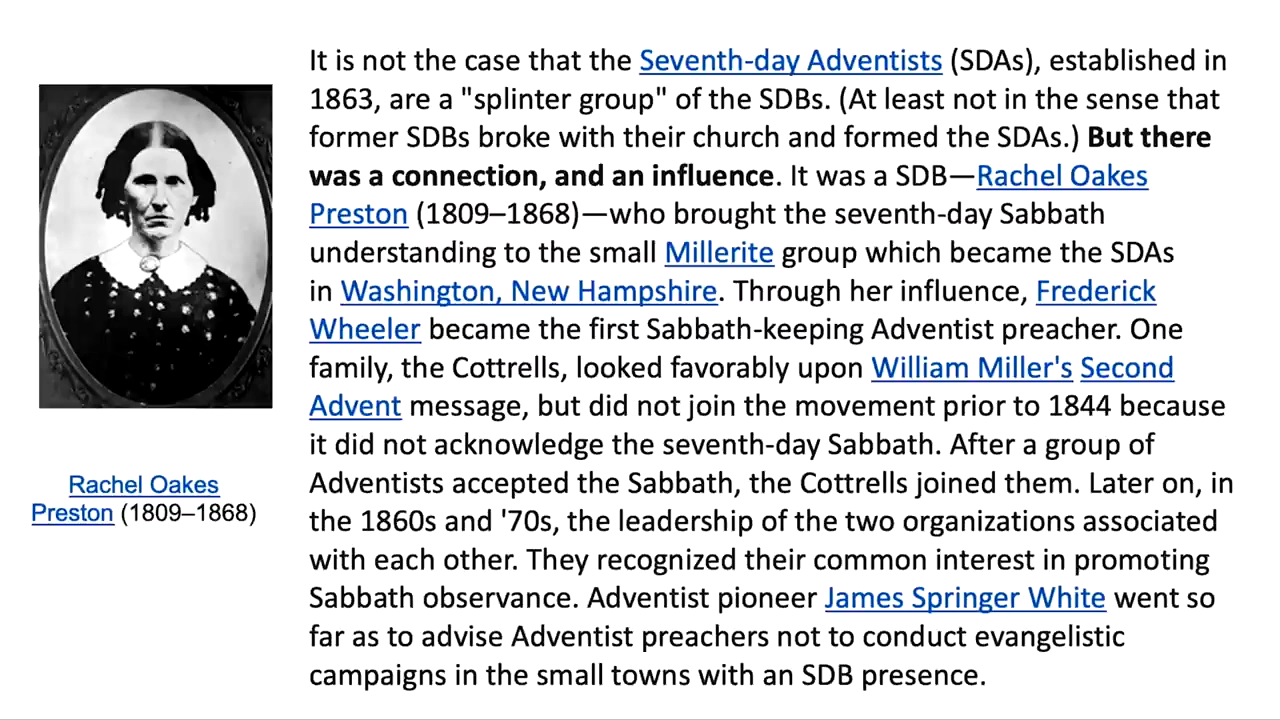 It is not the case that the Seventh-day Adventists (SDAs), established in
1863, are a "splinter group" of the SDBs. (At least not in the sense that
former SDBs broke with their church and formed the SDAs.) But there
was a connection, and an influence. It was a SDB—Rachel Oakes
Preston (1809–1868)—who brought the seventh-day Sabbath
understanding to the small Millerite group which became the SDAs
in Washington, New Hampshire. Through her influence, Frederick
Wheeler became the first Sabbath-keeping Adventist preacher. One
family, the Cottrells, looked favorably upon William Miller's Second
Advent message, but did not join the movement prior to 1844 because
it did not acknowledge the seventh-day Sabbath. After a group of
Adventists accepted the Sabbath, the Cottrells joined them. Later on, in
the 1860s and '70s, the leadership of the two organizations associated
with each other. They recognized their common interest in promoting
Sabbath observance. Adventist pioneer James Springer White went so
far as to advise Adventist preachers not to conduct evangelistic
campaigns in the small towns with an SDB presence.
Rachel Oakes
Preston (1809–1868)